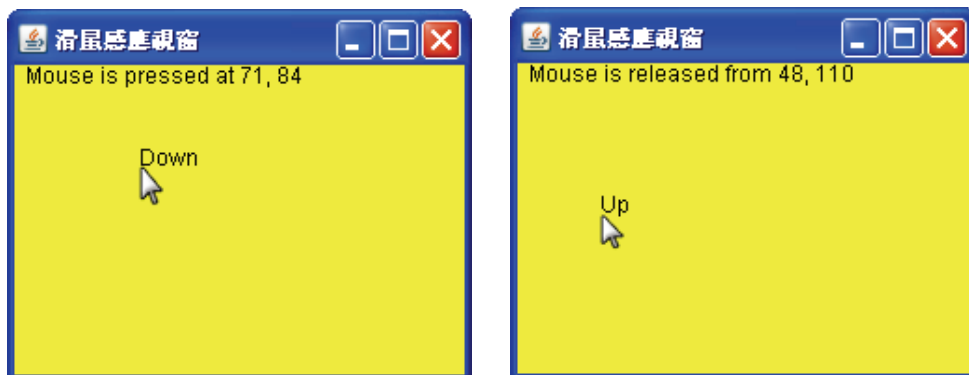 滑鼠感應視窗
Mouse is pressed at 71, 84
Down
滑鼠感應視窗
Mouse is released from 48, 110
Up